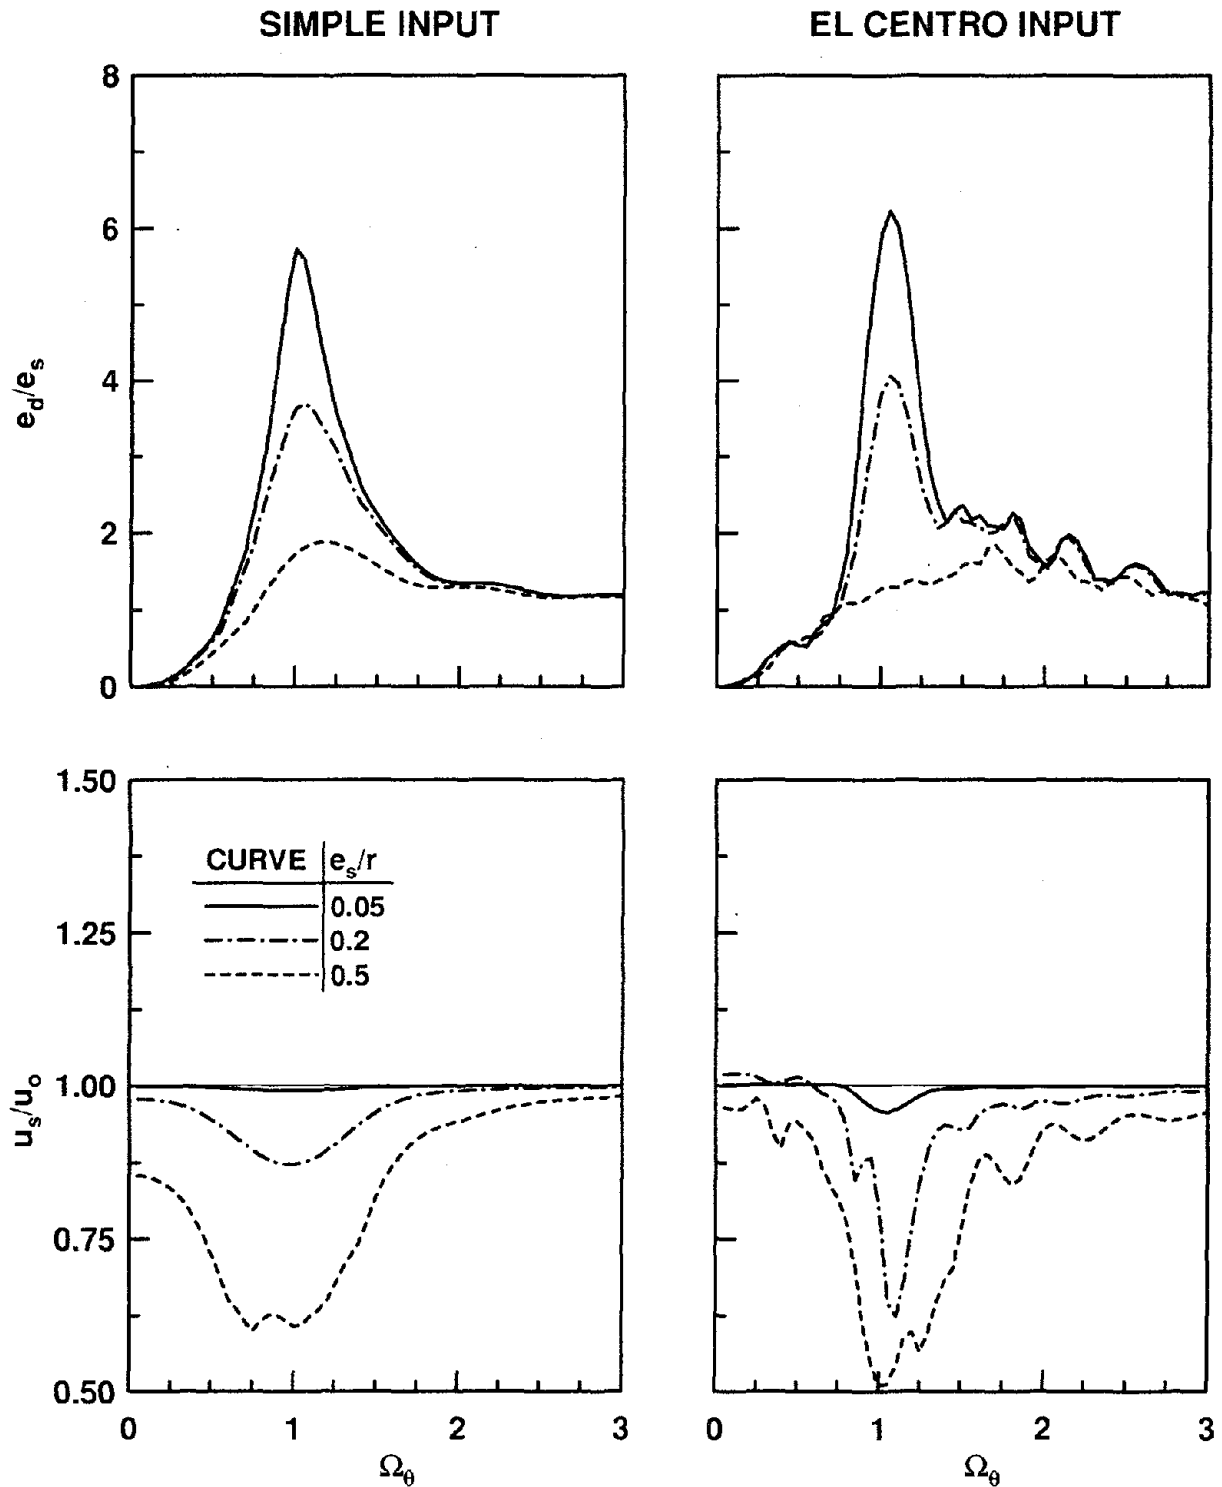 SIMPLE INPUT
EL CENTRO INPUT
8
6
4
2
0
e_d/e_s
1.50
1.25
1.00
0.75
0.50
u_s/u_o
CURVE e_s/r
0.05
0.2
0.5
0 1 2 3
0 1 2 3
Ω_θ
Ω_θ